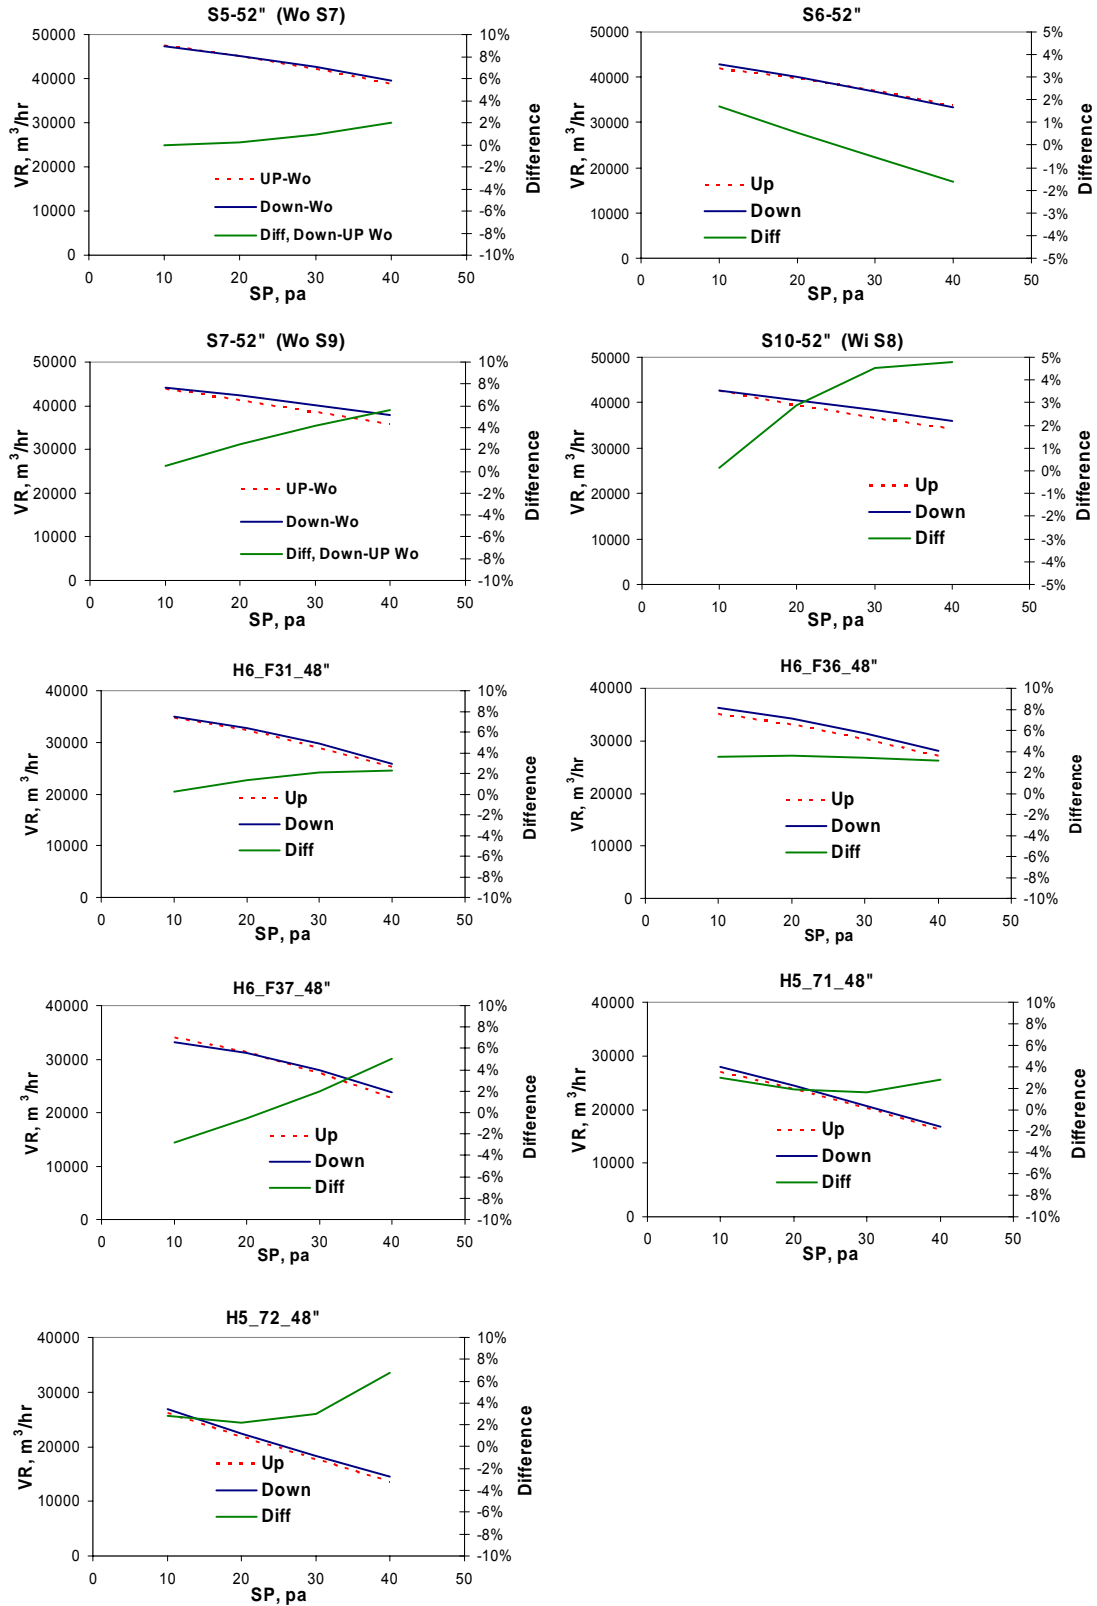 S5-52" (Wo S7)
50000
40000
30000
20000
10000
0
VR, m³/hr
10%
8%
6%
4%
2%
0%
-2%
-4%
-6%
-8%
-10%
Difference
UP-Wo
Down-Wo
Diff, Down-UP Wo
0 10 20 30 40 50
SP, pa
S6-52"
50000
40000
30000
20000
10000
0
VR, m³/hr
5%
4%
3%
2%
1%
0%
-1%
-2%
-3%
-4%
-5%
Difference
Up
Down
Diff
0 10 20 30 40 50
SP, pa
S7-52" (Wo S9)
50000
40000
30000
20000
10000
0
VR, m³/hr
10%
8%
6%
4%
2%
0%
-2%
-4%
-6%
-8%
-10%
Difference
UP-Wo
Down-Wo
Diff, Down-UP Wo
0 10 20 30 40 50
SP, pa
S10-52" (Wi S8)
50000
40000
30000
20000
10000
0
VR, m³/hr
5%
4%
3%
2%
1%
0%
-1%
-2%
-3%
-4%
-5%
Difference
Up
Down
Diff
0 10 20 30 40 50
SP, pa
H6_F31_48"
40000
30000
20000
10000
0
VR, m³/hr
10%
8%
6%
4%
2%
0%
-2%
-4%
-6%
-8%
-10%
Difference
Up
Down
Diff
0 10 20 30 40 50
SP, pa
H6_F36_48"
40000
30000
20000
10000
0
VR, m³/hr
10%
8%
6%
4%
2%
0%
-2%
-4%
-6%
-8%
-10%
Difference
Up
Down
Diff
0 10 20 30 40 50
SP, pa
H6_F37_48"
40000
30000
20000
10000
0
VR, m³/hr
10%
8%
6%
4%
2%
0%
-2%
-4%
-6%
-8%
-10%
Difference
Up
Down
Diff
0 10 20 30 40 50
SP, pa
H5_71_48"
40000
30000
20000
10000
0
VR, m³/hr
10%
8%
6%
4%
2%
0%
-2%
-4%
-6%
-8%
-10%
Difference
Up
Down
Diff
0 10 20 30 40 50
SP, pa
H5_72_48"
40000
30000
20000
10000
0
VR, m³/hr
10%
8%
6%
4%
2%
0%
-2%
-4%
-6%
-8%
-10%
Difference
Up
Down
Diff
0 10 20 30 40 50
SP, pa